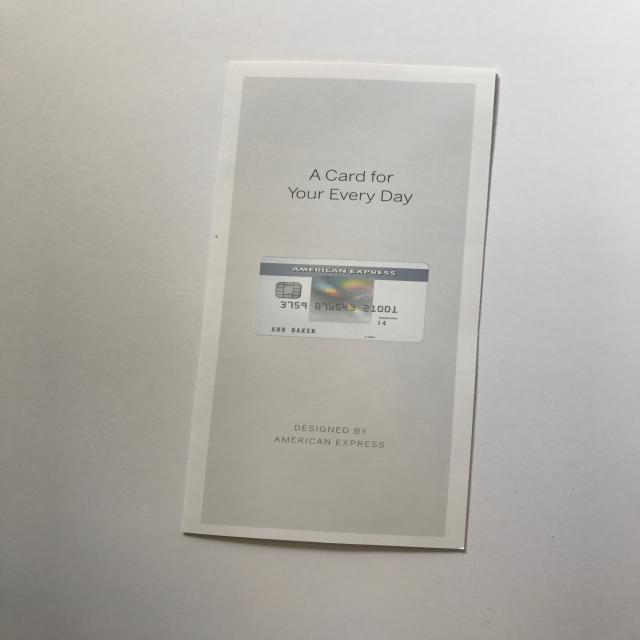 A Card for
Your Every Day
AMERICAN EXPRESS
3759 876543 21001
14
ANN BAKER
DESIGNED BY
AMERICAN EXPRESS